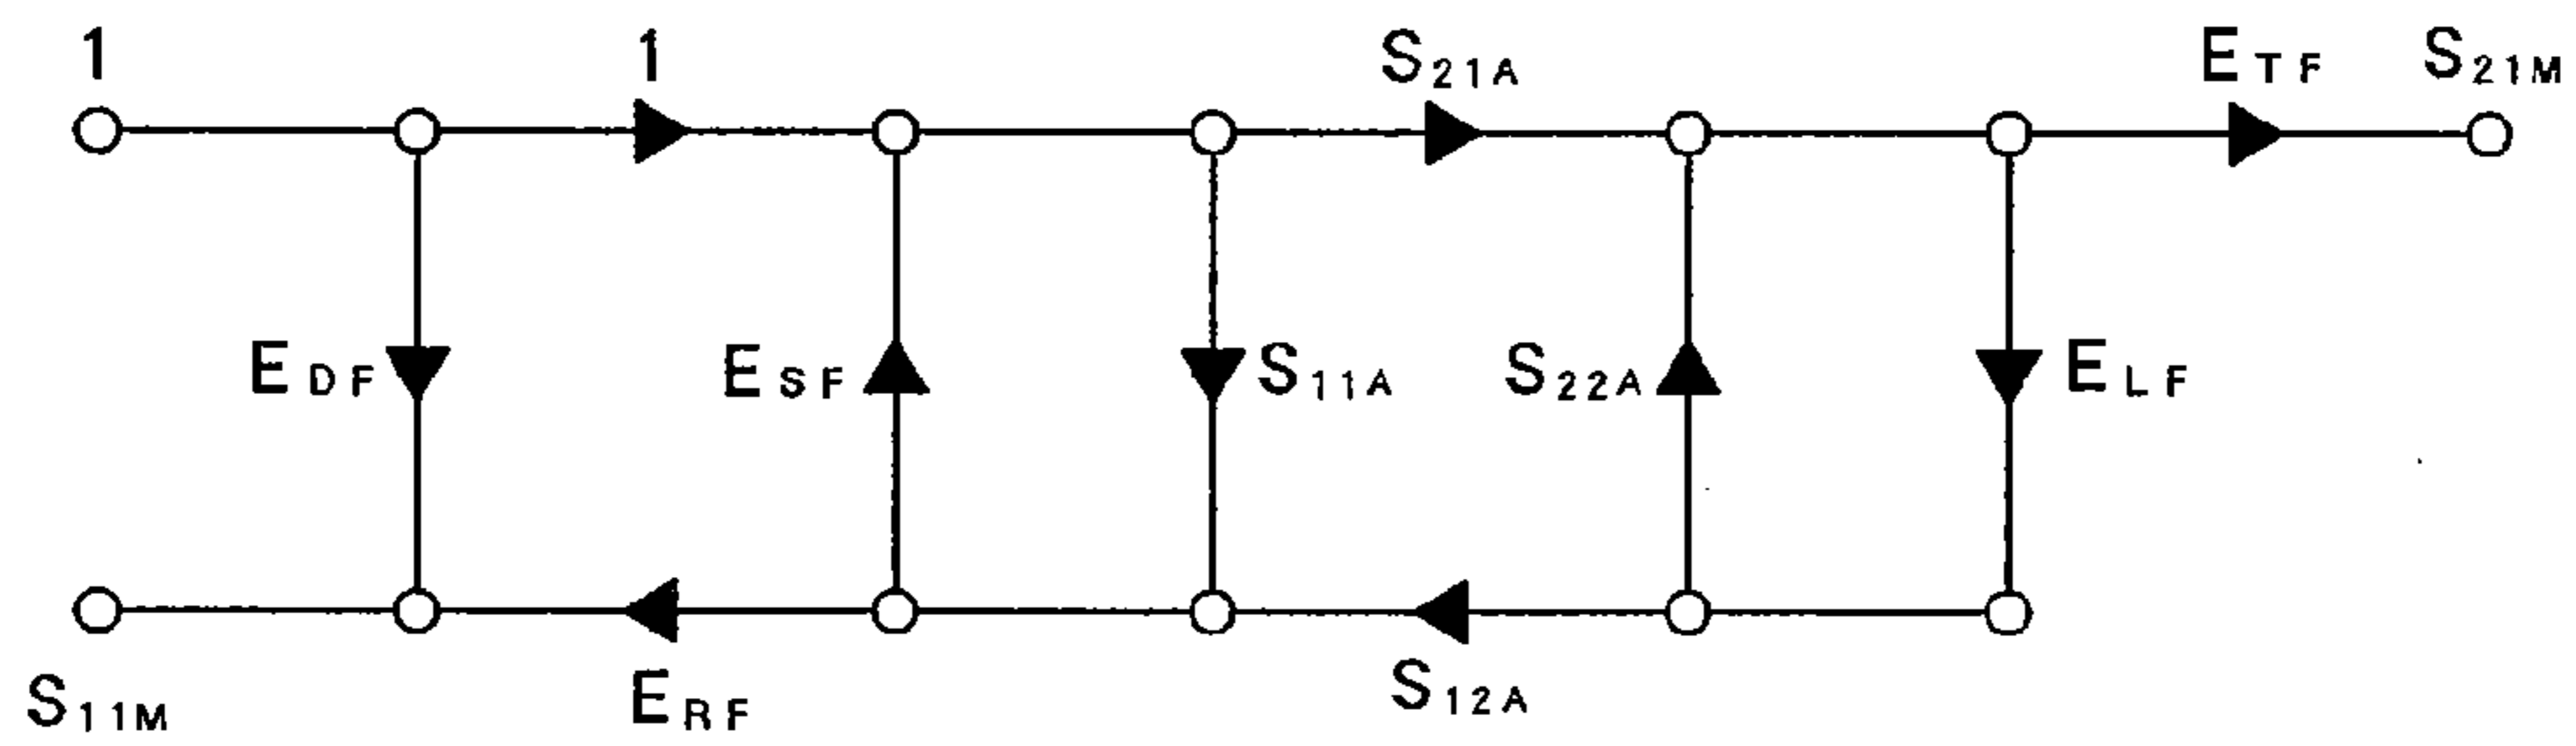 1
1
S21A
ETF
S21M
EDF
ESF
S11A
S22A
ELF
S11M
ERF
S12A